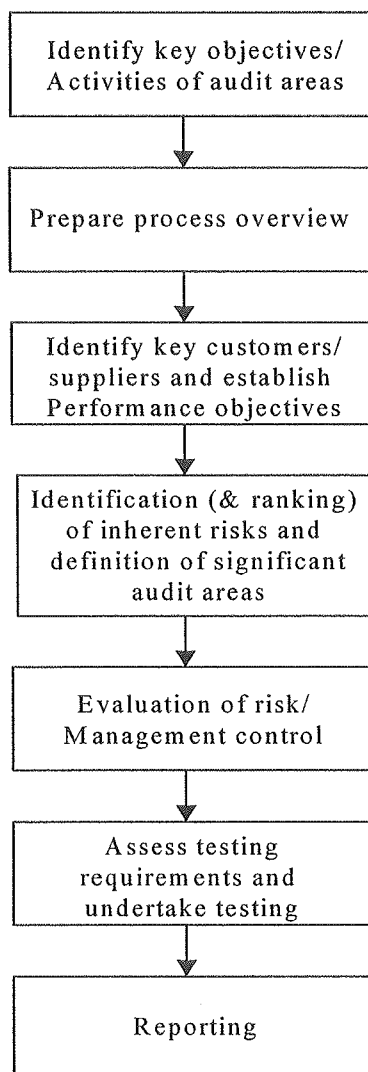 Identify key objectives/
Activities of audit areas
Prepare process overview
Identify key customers/
suppliers and establish
Performance objectives
Identification (& ranking)
of inherent risks and
definition of significant
audit areas
Evaluation of risk/
Management control
Assess testing
requirements and
undertake testing
Reporting